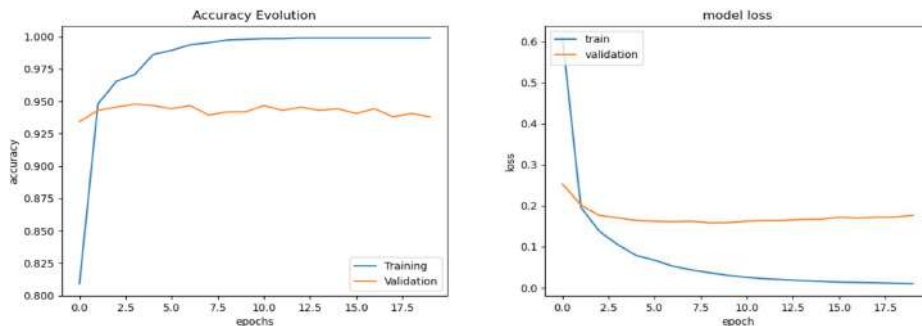 Accuracy Evolution
1.000
0.975
0.950
0.925
0.900
0.875
0.850
0.825
0.800
accuracy
Training
Validation
0.0 2.5 5.0 7.5 10.0 12.5 15.0 17.5
epochs
model loss
train
validation
0.6
0.5
0.4
0.3
0.2
0.1
0.0
loss
0.0 2.5 5.0 7.5 10.0 12.5 15.0 17.5
epoch